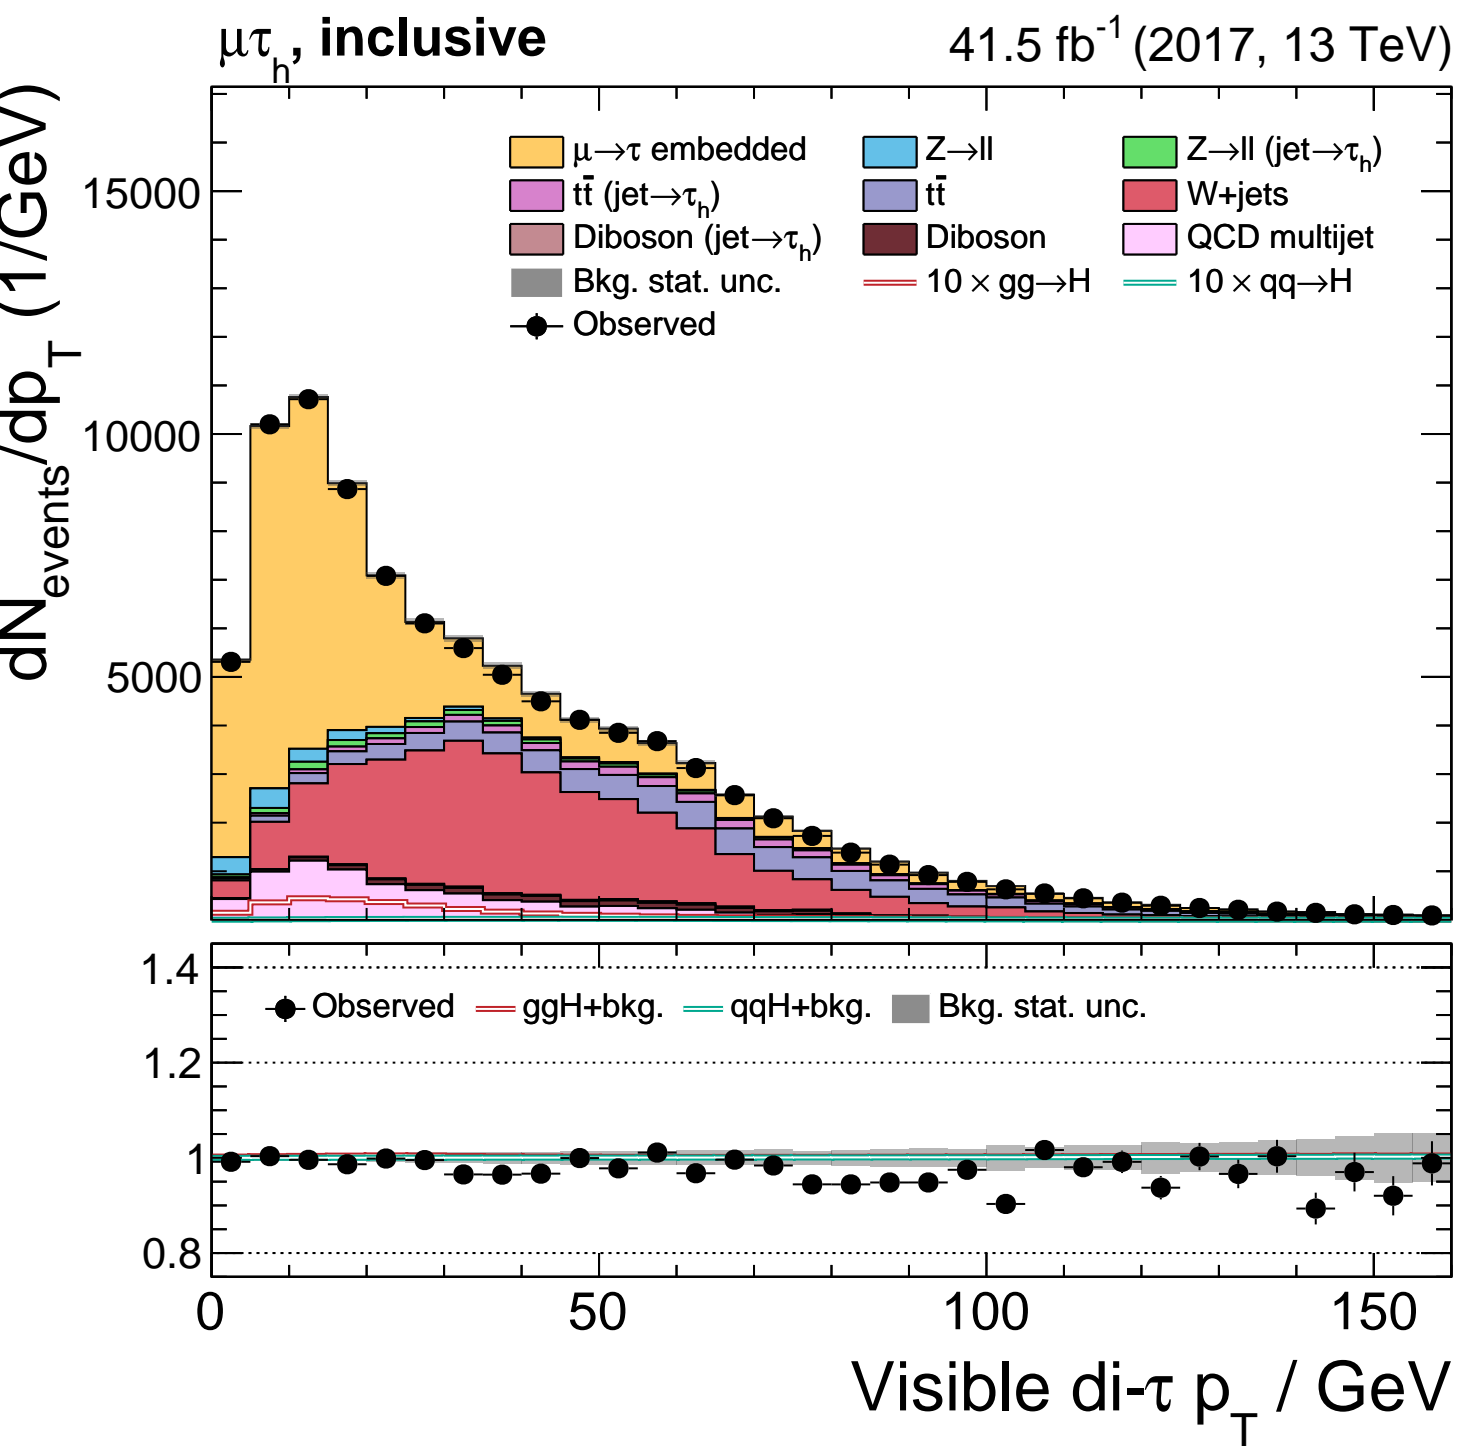 μτh, inclusive 41.5 fb-1 (2017, 13 TeV)
dNevents/dpT (1/GeV)
15000
10000
5000
μ→τ embedded Z→ll Z→ll (jet→τh)
tt̄ (jet→τh) tt̄ W+jets
Diboson (jet→τh) Diboson QCD multijet
Bkg. stat. unc. 10 × gg→H 10 × qq→H
Observed
1.4
1.2
1
0.8
Observed ggH+bkg. qqH+bkg. Bkg. stat. unc.
0 50 100 150
Visible di-τ pT / GeV